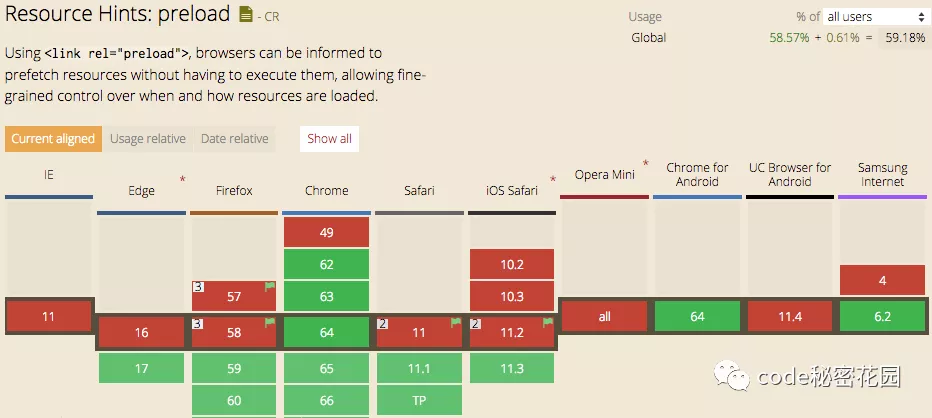 Resource Hints: preload - CR
Usage % of all users
Global 58.57% + 0.61% = 59.18%
Using <link rel="preload">, browsers can be informed to
prefetch resources without having to execute them, allowing fine-
grained control over when and how resources are loaded.
Current aligned Usage relative Date relative Show all
IE Edge * Firefox Chrome Safari iOS Safari * Opera Mini * Chrome for Android UC Browser for Android Samsung Internet
49
62 10.2
3 57 63 10.3 4
11 16 3 58 64 2 11 2 11.2 all 64 11.4 6.2
17 59 65 11.1 11.3
60 66 TP
code秘密花园